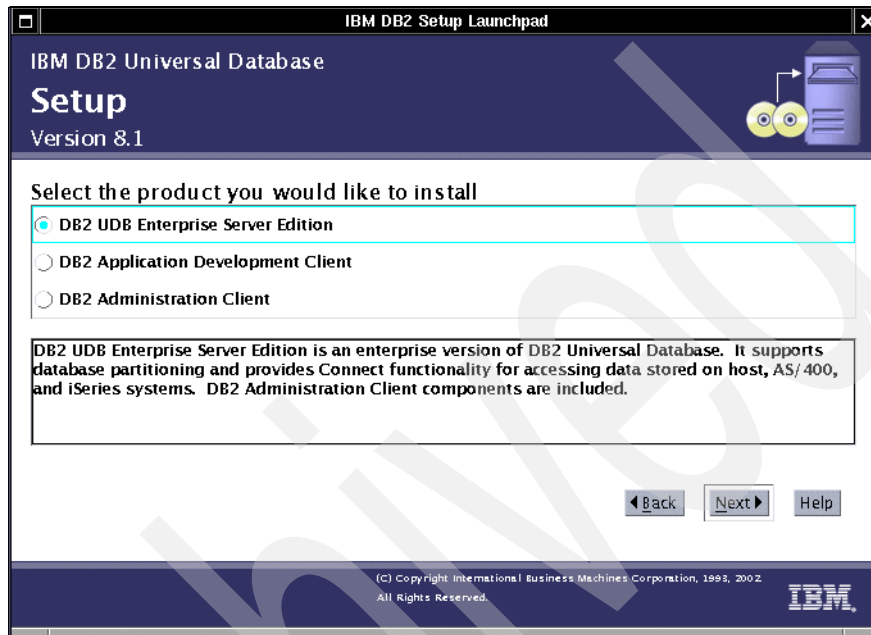 IBM DB2 Setup Launchpad
IBM DB2 Universal Database
Setup
Version 8.1
Select the product you would like to install
DB2 UDB Enterprise Server Edition
DB2 Application Development Client
DB2 Administration Client
DB2 UDB Enterprise Server Edition is an enterprise version of DB2 Universal Database. It supports
database partitioning and provides Connect functionality for accessing data stored on host, AS/400,
and iSeries systems. DB2 Administration Client components are included.
Back Next Help
(C) Copyright International Business Machines Corporation, 1993, 2002
All Rights Reserved.
IBM.
hived